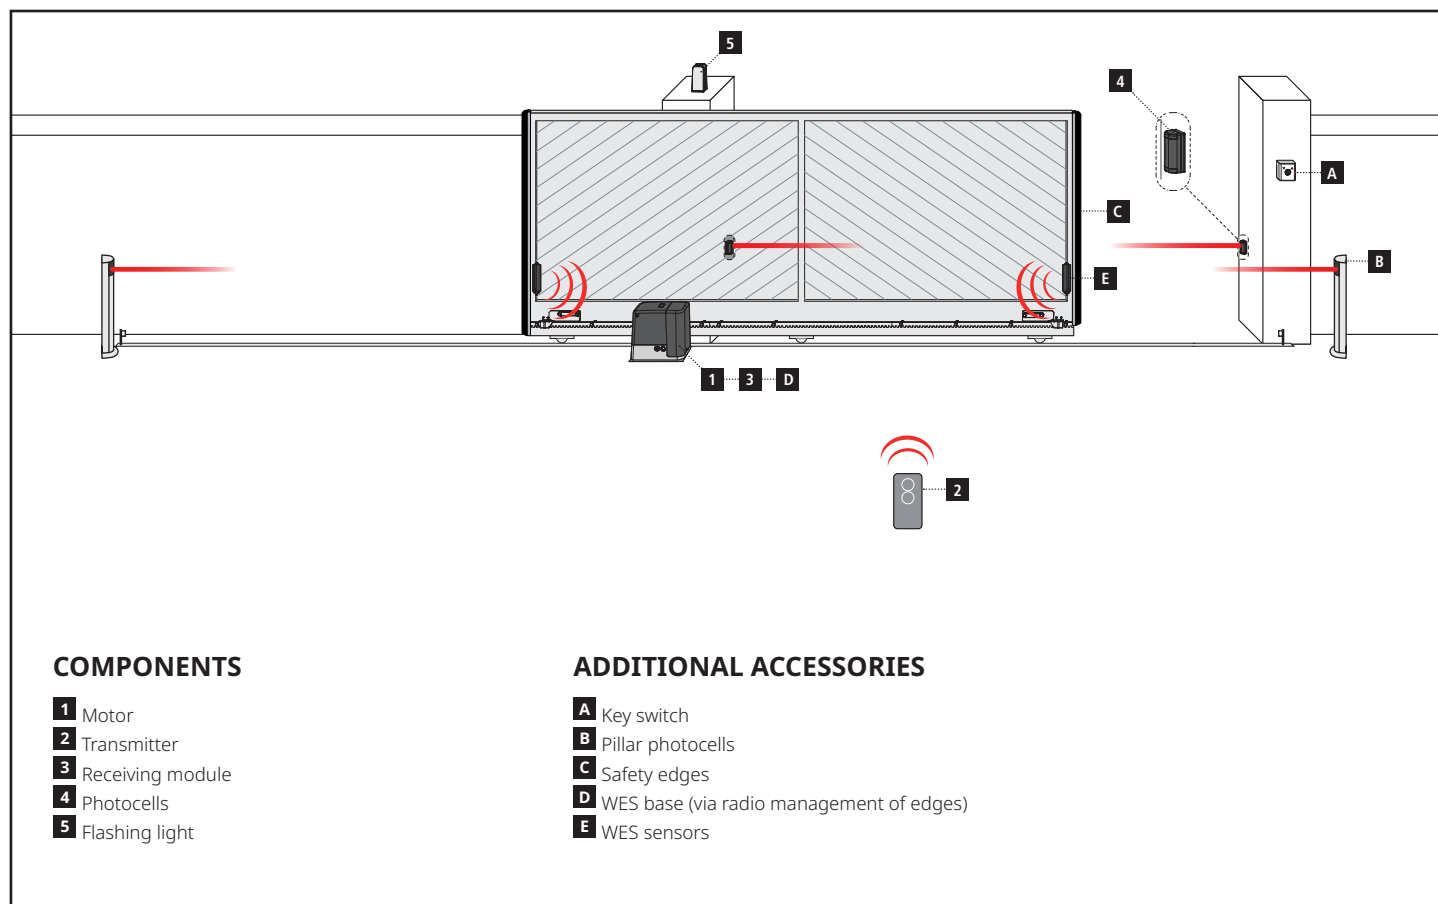 5
4
A
C
B
E
1 3 D
2
COMPONENTS
1 Motor
2 Transmitter
3 Receiving module
4 Photocells
5 Flashing light
ADDITIONAL ACCESSORIES
A Key switch
B Pillar photocells
C Safety edges
D WES base (via radio management of edges)
E WES sensors